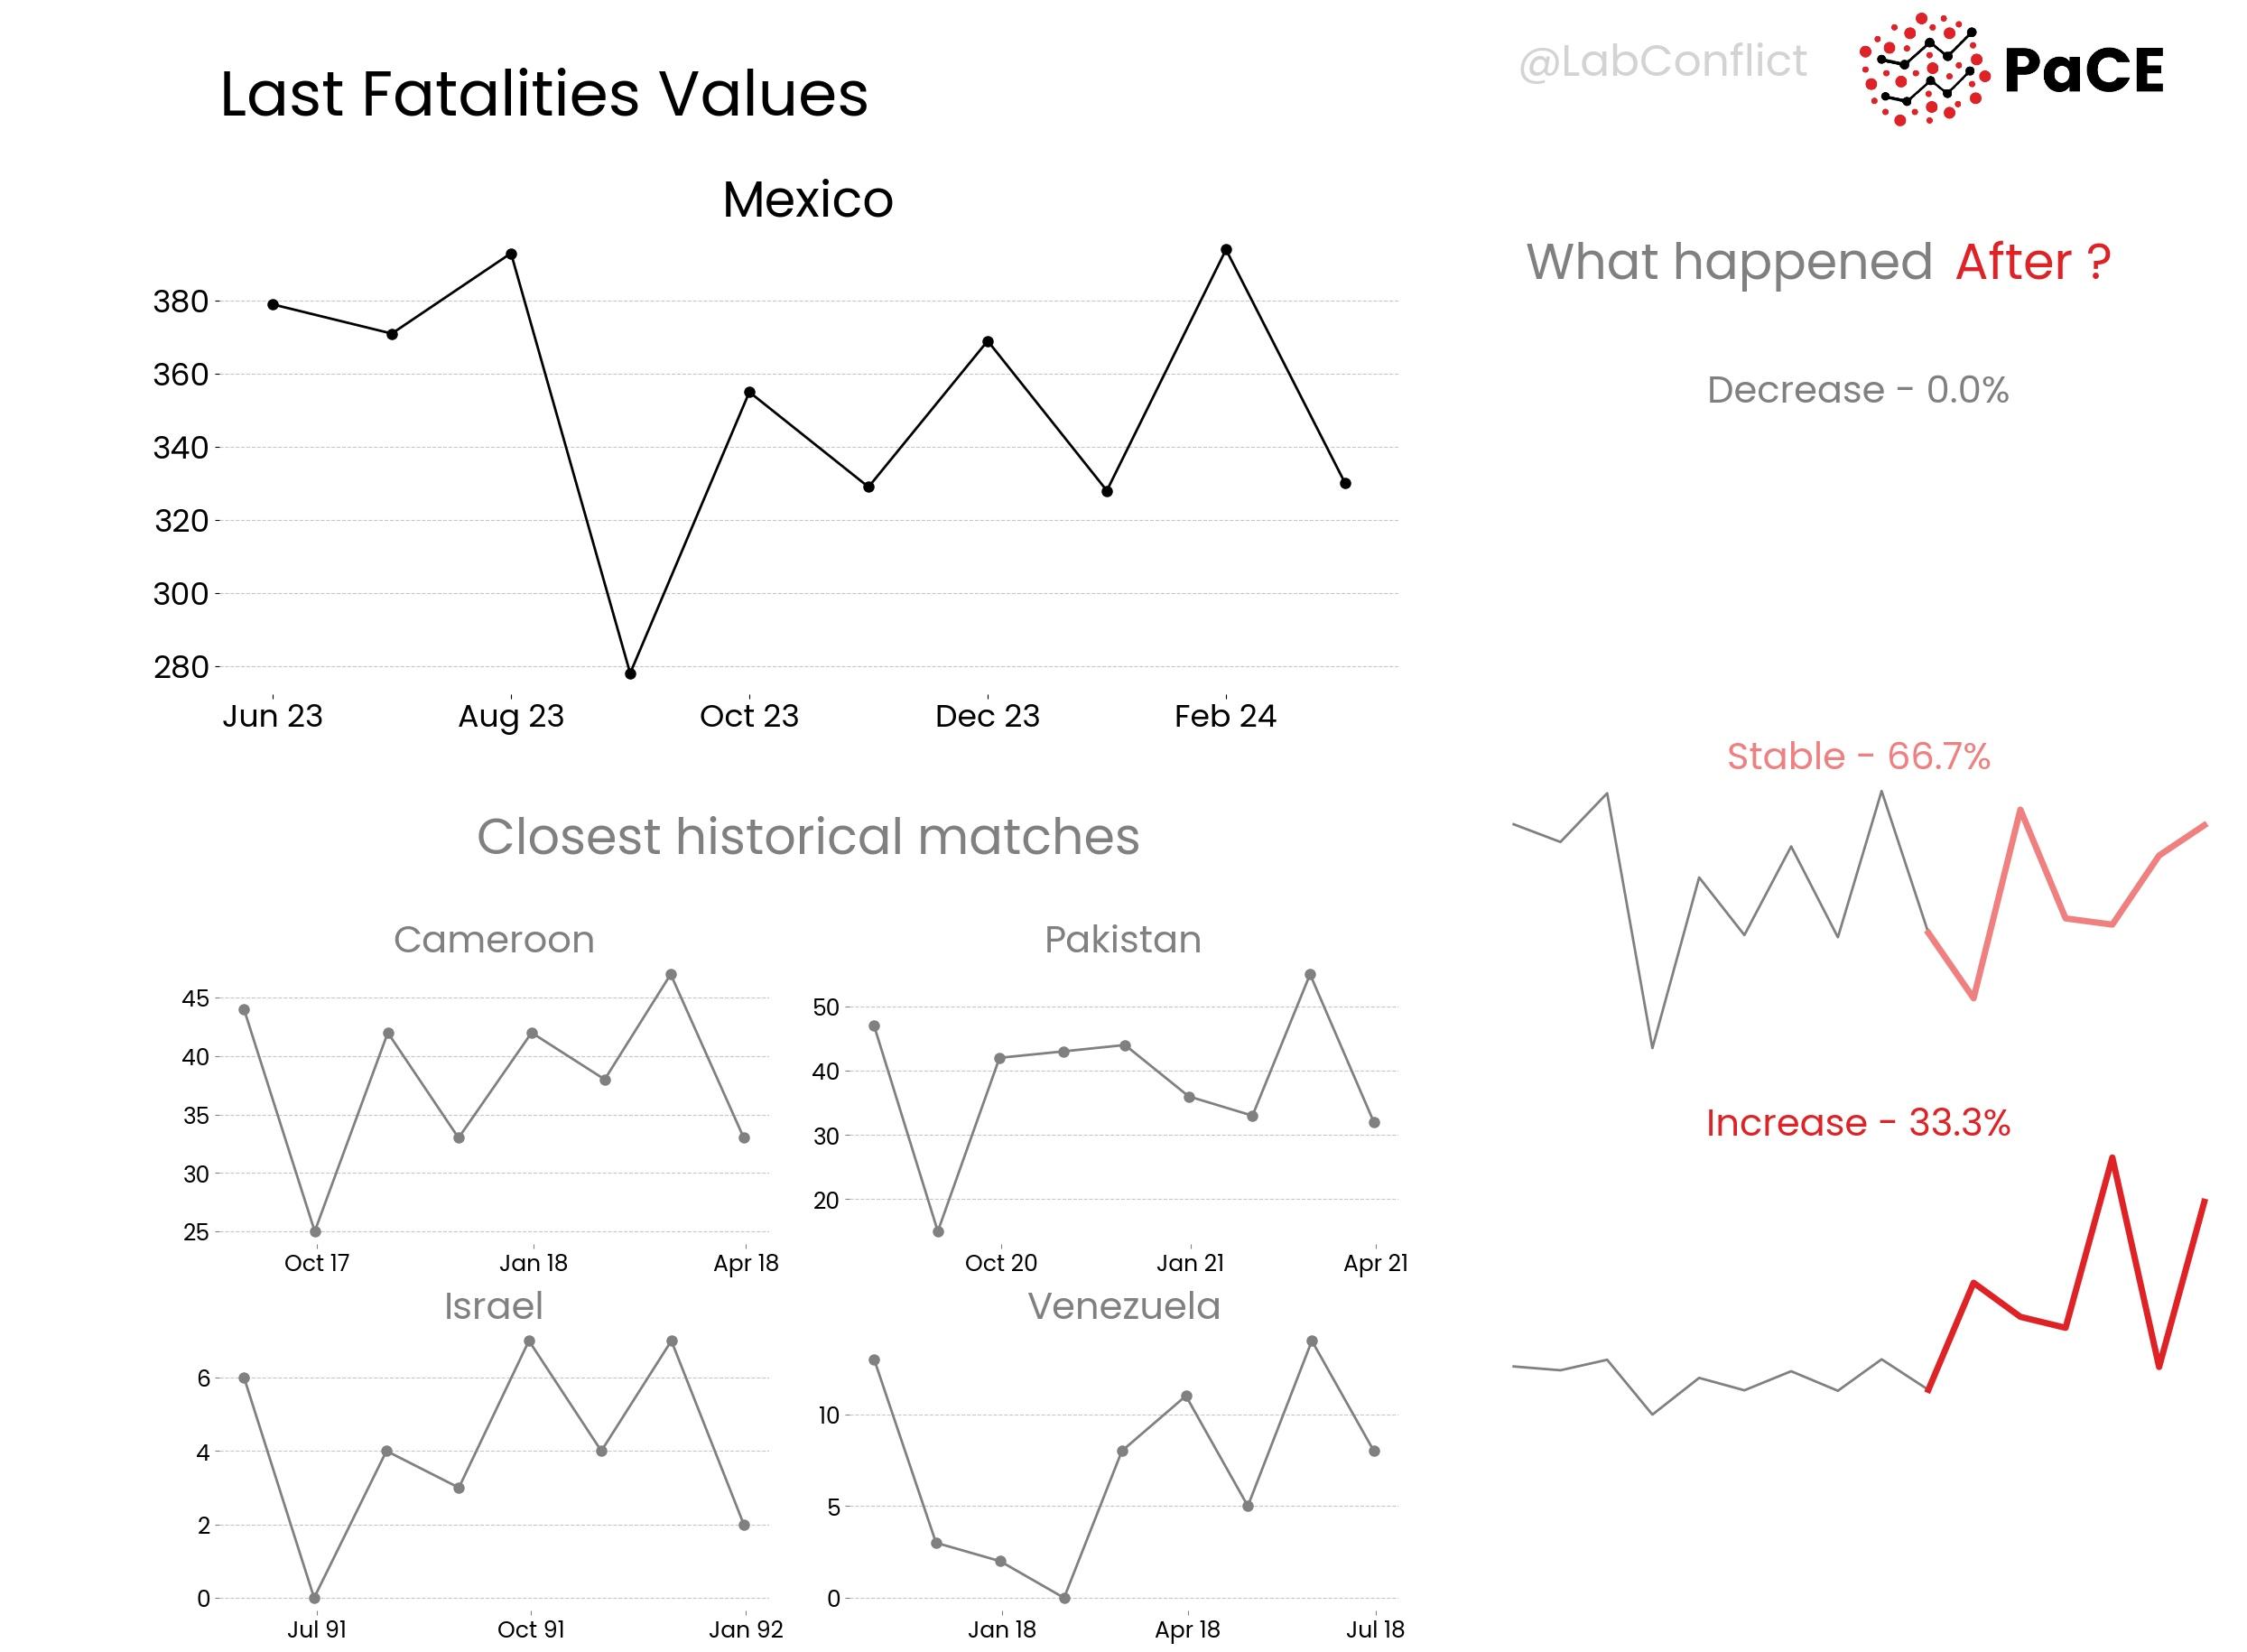 @LabConflict
PaCE
Last Fatalities Values
Mexico
380
360
340
320
300
280
Jun 23 Aug 23 Oct 23 Dec 23 Feb 24
What happened After ?
Decrease - 0.0%
Stable - 66.7%
Increase - 33.3%
Closest historical matches
Cameroon
45
40
35
30
25
Oct 17 Jan 18 Apr 18
Pakistan
50
40
30
20
Oct 20 Jan 21 Apr 21
Israel
6
4
2
0
Jul 91 Oct 91 Jan 92
Venezuela
10
5
0
Jan 18 Apr 18 Jul 18